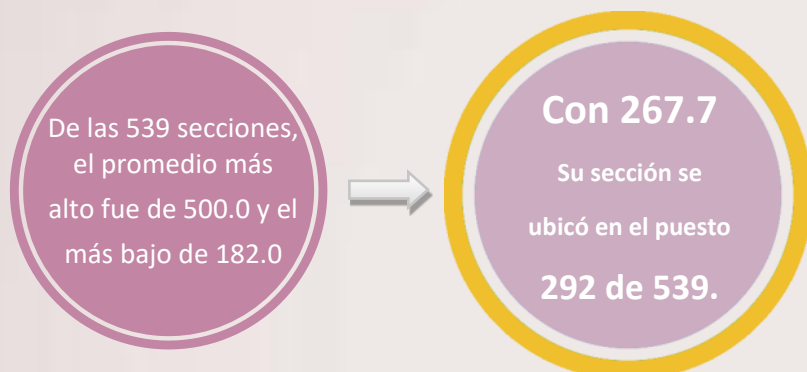 De las 539 secciones,
el promedio más
alto fue de 500.0 y el
más bajo de 182.0
Con 267.7
Su sección se
ubicó en el puesto
292 de 539.